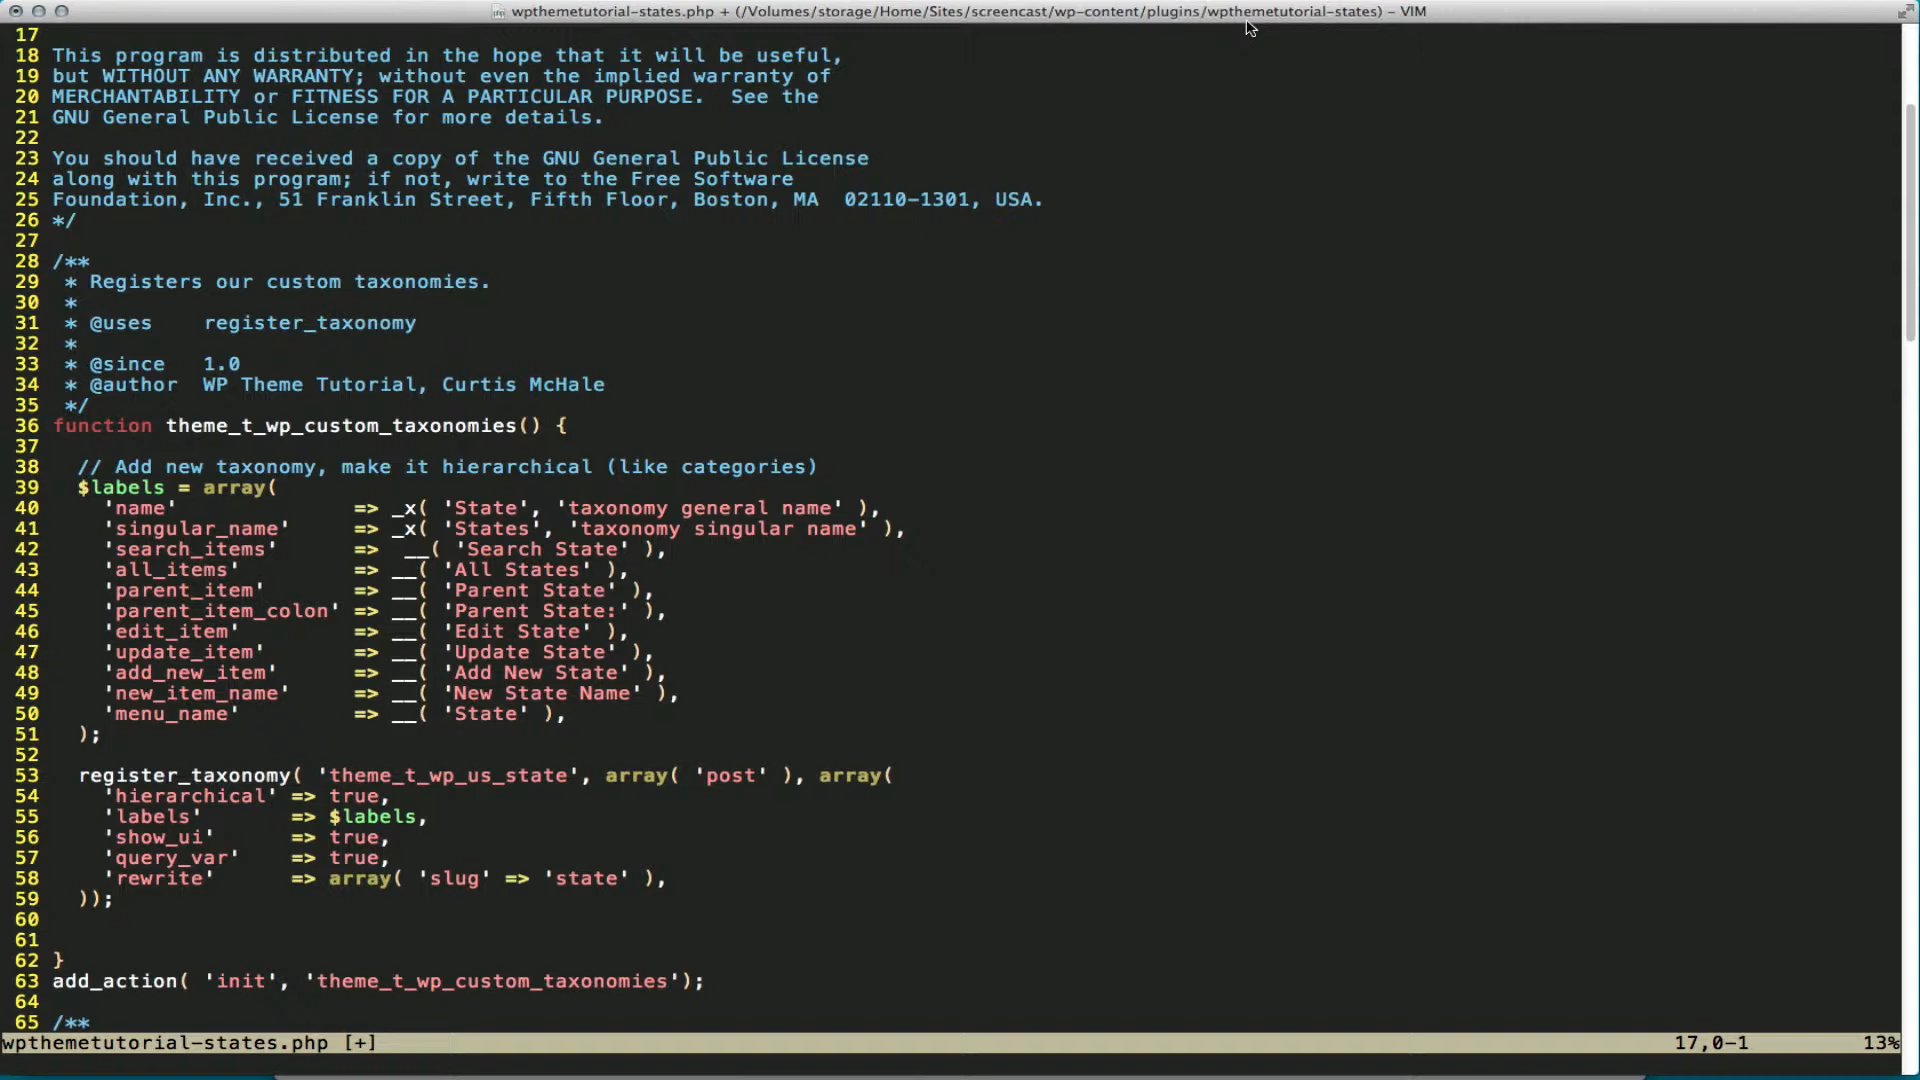 wpthemetutorial-states.php + (/Volumes/storage/Home/Sites/screencast/wp-content/plugins/wpthemetutorial-states) - VIM
17
18 This program is distributed in the hope that it will be useful,
19 but WITHOUT ANY WARRANTY; without even the implied warranty of
20 MERCHANTABILITY or FITNESS FOR A PARTICULAR PURPOSE.  See the
21 GNU General Public License for more details.
22
23 You should have received a copy of the GNU General Public License
24 along with this program; if not, write to the Free Software
25 Foundation, Inc., 51 Franklin Street, Fifth Floor, Boston, MA  02110-1301, USA.
26 */
27
28 /**
29  * Registers our custom taxonomies.
30  *
31  * @uses    register_taxonomy
32  *
33  * @since   1.0
34  * @author  WP Theme Tutorial, Curtis McHale
35  */
36 function theme_t_wp_custom_taxonomies() {
37
38   // Add new taxonomy, make it hierarchical (like categories)
39   $labels = array(
40     'name'              => _x( 'State', 'taxonomy general name' ),
41     'singular_name'     => _x( 'States', 'taxonomy singular name' ),
42     'search_items'      =>  __( 'Search State' ),
43     'all_items'         => __( 'All States' ),
44     'parent_item'       => __( 'Parent State' ),
45     'parent_item_colon' => __( 'Parent State:' ),
46     'edit_item'         => __( 'Edit State' ),
47     'update_item'       => __( 'Update State' ),
48     'add_new_item'      => __( 'Add New State' ),
49     'new_item_name'     => __( 'New State Name' ),
50     'menu_name'         => __( 'State' ),
51   );
52
53   register_taxonomy( 'theme_t_wp_us_state', array( 'post' ), array(
54     'hierarchical' => true,
55     'labels'       => $labels,
56     'show_ui'      => true,
57     'query_var'    => true,
58     'rewrite'      => array( 'slug' => 'state' ),
59   ));
60
61
62 }
63 add_action( 'init', 'theme_t_wp_custom_taxonomies');
64
65 /**
wpthemetutorial-states.php [+] 17,0-1 13%